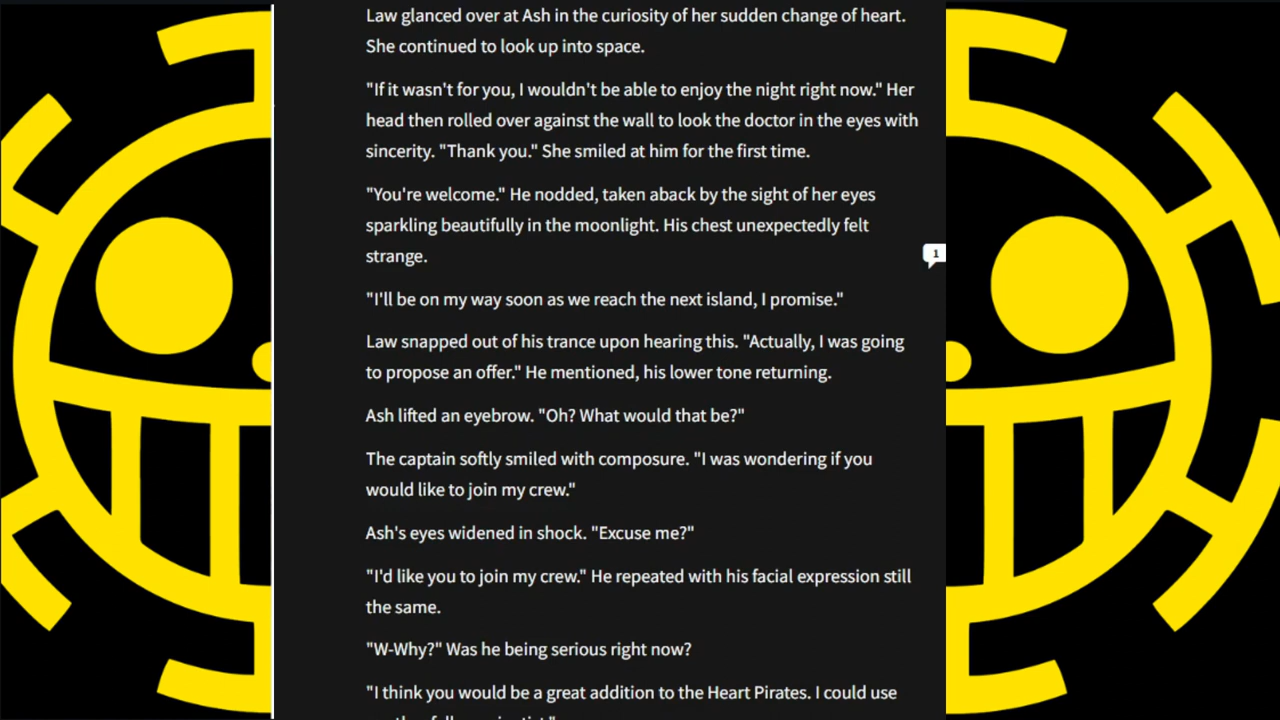 Law glanced over at Ash in the curiosity of her sudden change of heart.
She continued to look up into space.
"If it wasn't for you, I wouldn't be able to enjoy the night right now." Her
head then rolled over against the wall to look the doctor in the eyes with
sincerity. "Thank you." She smiled at him for the first time.
"You're welcome." He nodded, taken aback by the sight of her eyes
sparkling beautifully in the moonlight. His chest unexpectedly felt
strange.
1
"I'll be on my way soon as we reach the next island, I promise."
Law snapped out of his trance upon hearing this. "Actually, I was going
to propose an offer." He mentioned, his lower tone returning.
Ash lifted an eyebrow. "Oh? What would that be?"
The captain softly smiled with composure. "I was wondering if you
would like to join my crew."
Ash's eyes widened in shock. "Excuse me?"
"I'd like you to join my crew." He repeated with his facial expression still
the same.
"W-Why?" Was he being serious right now?
"I think you would be a great addition to the Heart Pirates. I could use